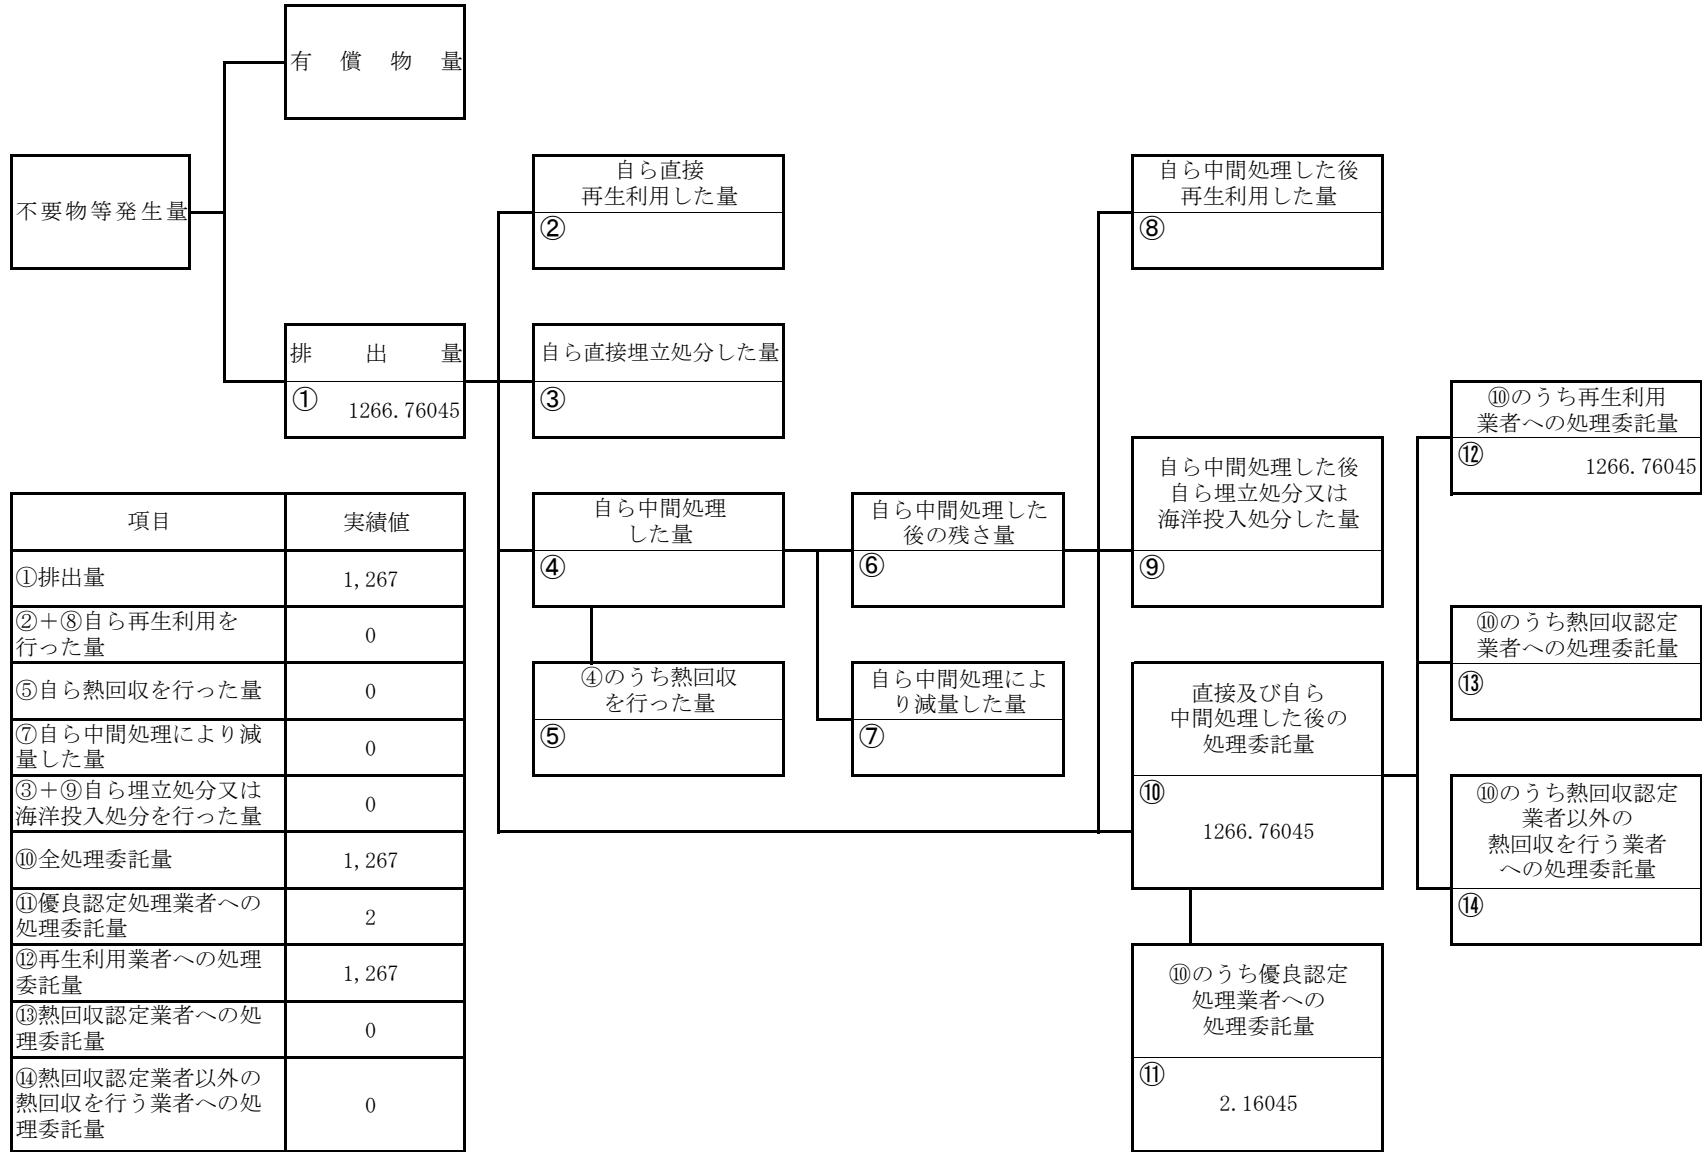 有償物量
不要物等発生量
排出量
①
1266.76045
自ら直接
再生利用した量
②
自ら直接埋立処分した量
③
自ら中間処理
した量
④
④のうち熱回収
を行った量
⑤
自ら中間処理した
後の残さ量
⑥
自ら中間処理によ
り減量した量
⑦
自ら中間処理した後
再生利用した量
⑧
自ら中間処理した後
自ら埋立処分又は
海洋投入処分した量
⑨
直接及び自ら
中間処理した後の
処理委託量
⑩
1266.76045
⑩のうち優良認定
処理業者への
処理委託量
⑪
2.16045
⑩のうち再生利用
業者への処理委託量
⑫
1266.76045
⑩のうち熱回収認定
業者への処理委託量
⑬
⑩のうち熱回収認定
業者以外の
熱回収を行う業者
への処理委託量
⑭
項目 実績値
①排出量 1,267
②+⑧自ら再生利用を
行った量 0
⑤自ら熱回収を行った量 0
⑦自ら中間処理により減
量した量 0
③+⑨自ら埋立処分又は
海洋投入処分を行った量 0
⑩全処理委託量 1,267
⑪優良認定処理業者への
処理委託量 2
⑫再生利用業者への処理
委託量 1,267
⑬熱回収認定業者への処
理委託量 0
⑭熱回収認定業者以外の
熱回収を行う業者への処
理委託量 0